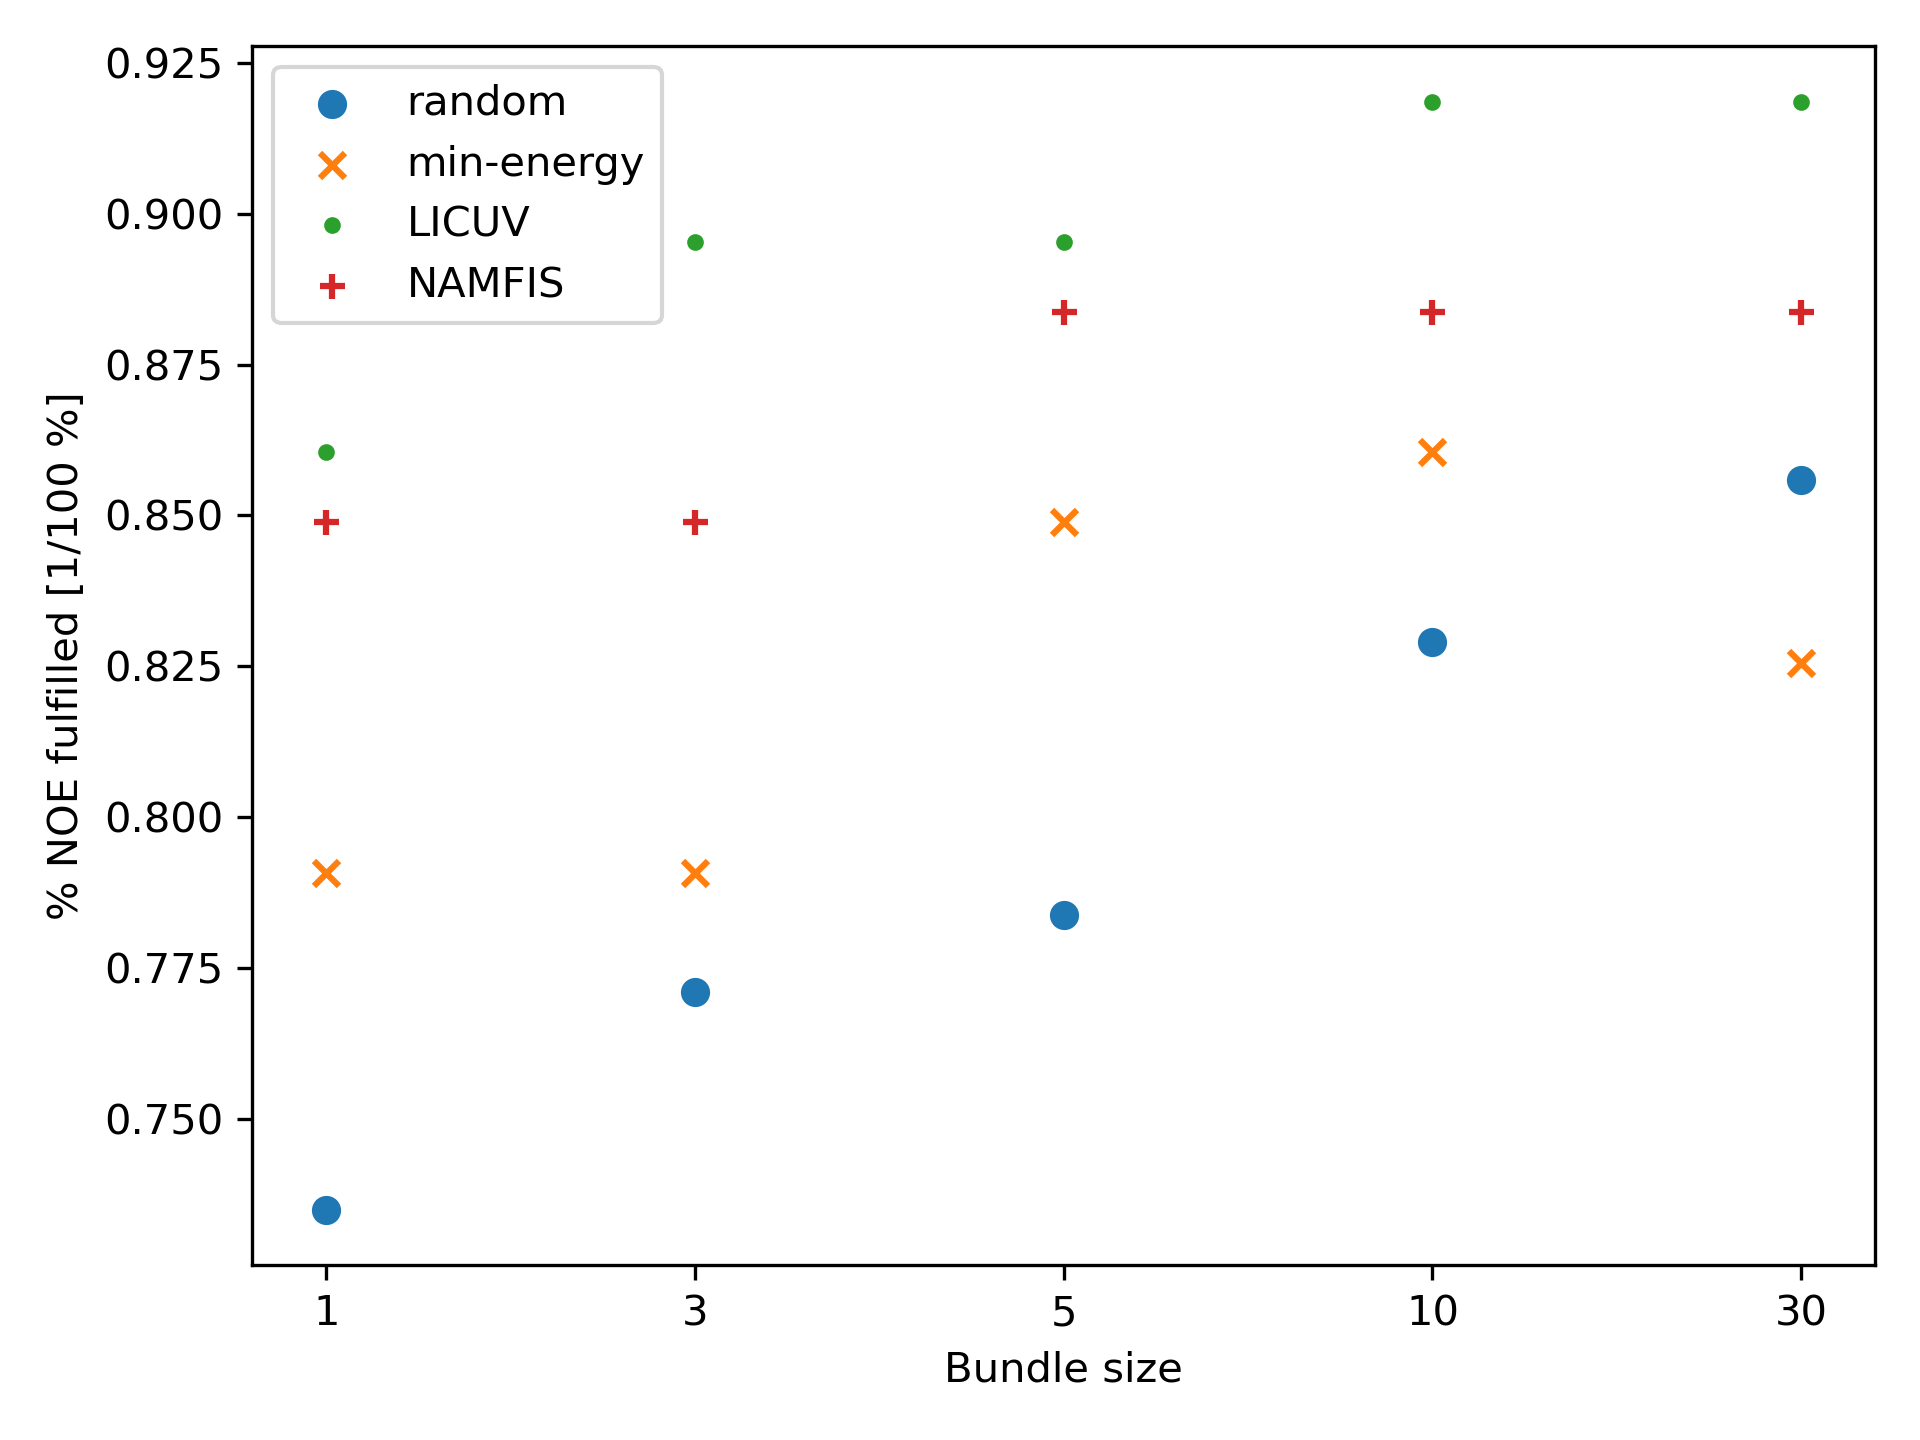 0.925
0.900
0.875
0.850
0.825
0.800
0.775
0.750
% NOE fulfilled [1/100 %]
random
min-energy
LICUV
NAMFIS
1 3 5 10 30
Bundle size